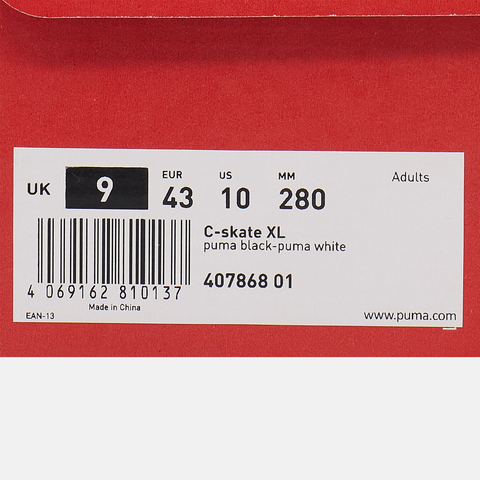 Adults
UK 9 EUR 43 US 10 MM 280
C-skate XL
puma black-puma white
407868 01
4 069162 810137
Made in China
EAN-13
www.puma.com